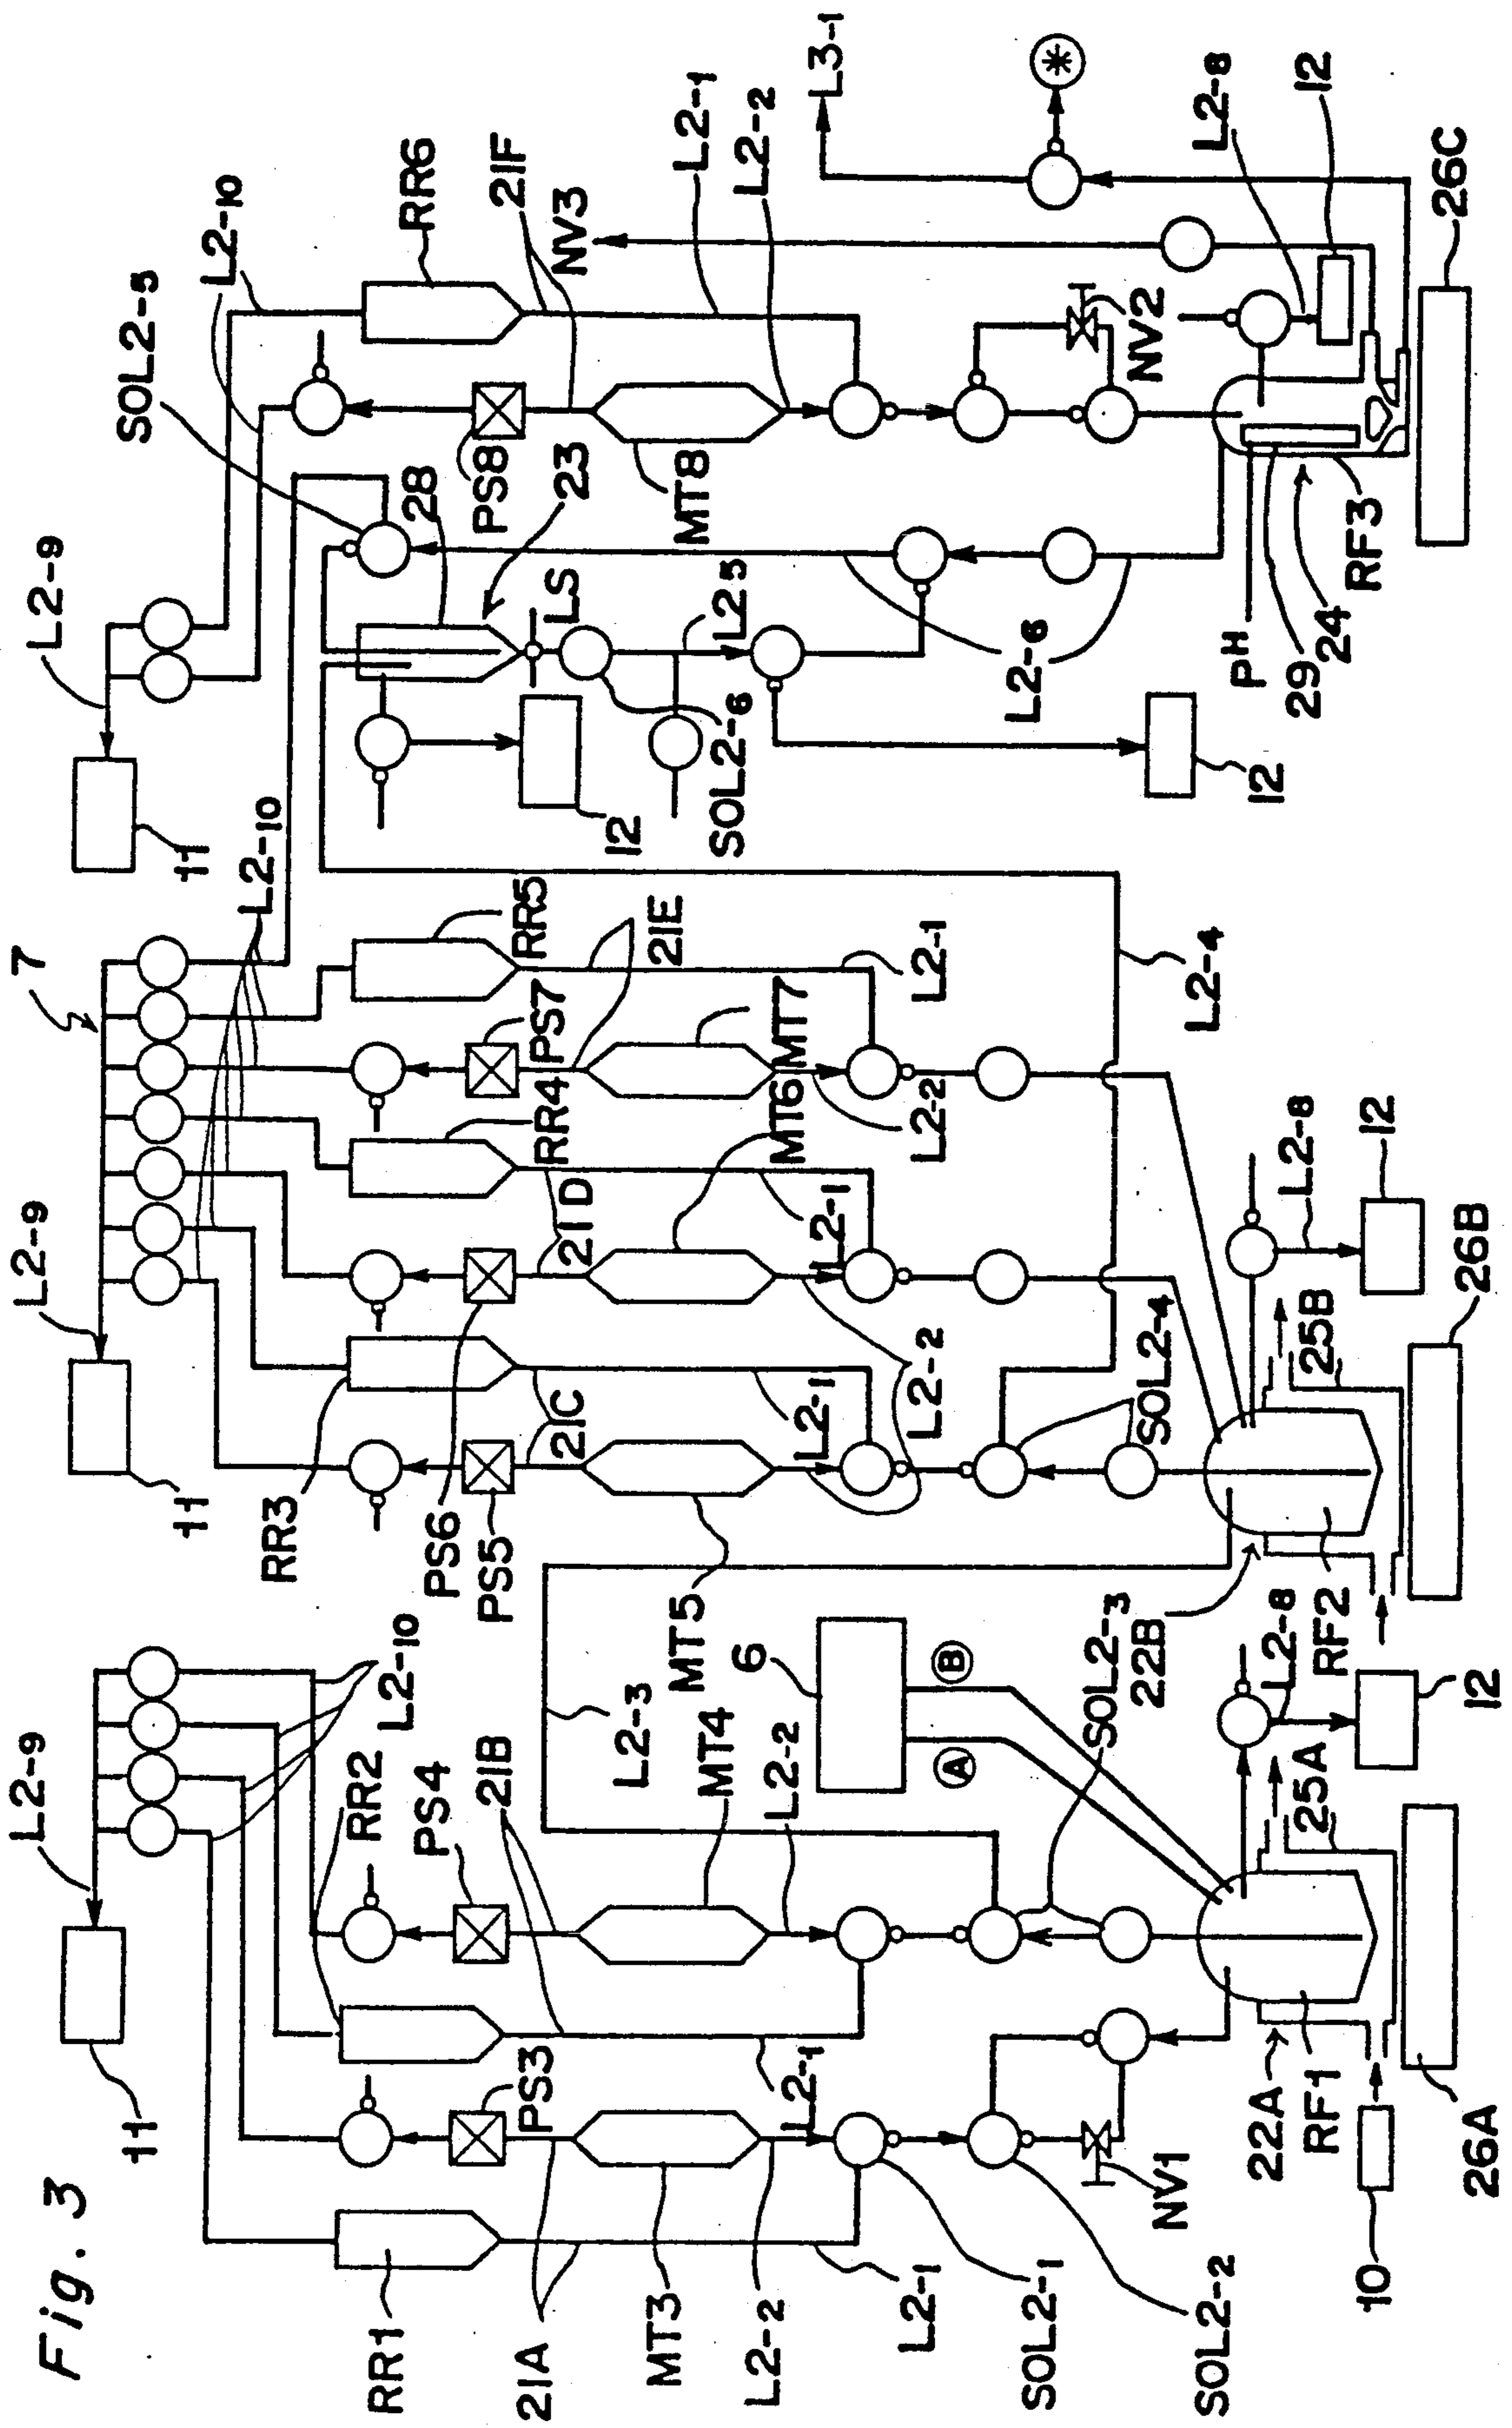 Fig. 3
L2-9
11
L2-10
RR1
RR2
21A
PS3
MT3
L2-2
L2-1
L2-1
SOL2-1
SOL2-2
NV1
PS4
21B
MT4
L2-2
L2-3
6
A
B
SOL2-3
22A
RF1
10
25A
26A
L2-8
12
7
L2-9
11
L2-10
RR3
21C
PS5
MT5
L2-1
L2-2
PS6
RR4
21D
MT6
L2-1
PS7
RR5
21E
MT7
L2-2
L2-1
SOL2-4
L2-4
22B
RF2
25B
26B
L2-8
12
L2-9
11
L2-10
SOL2-5
28
23
LS
12
SOL2-6
L25
12
L2-6
RR6
21F
PS8
MT8
L2-1
L2-2
NV3
NV2
L3-1
*
L2-8
12
PH
29
24
RF3
26C